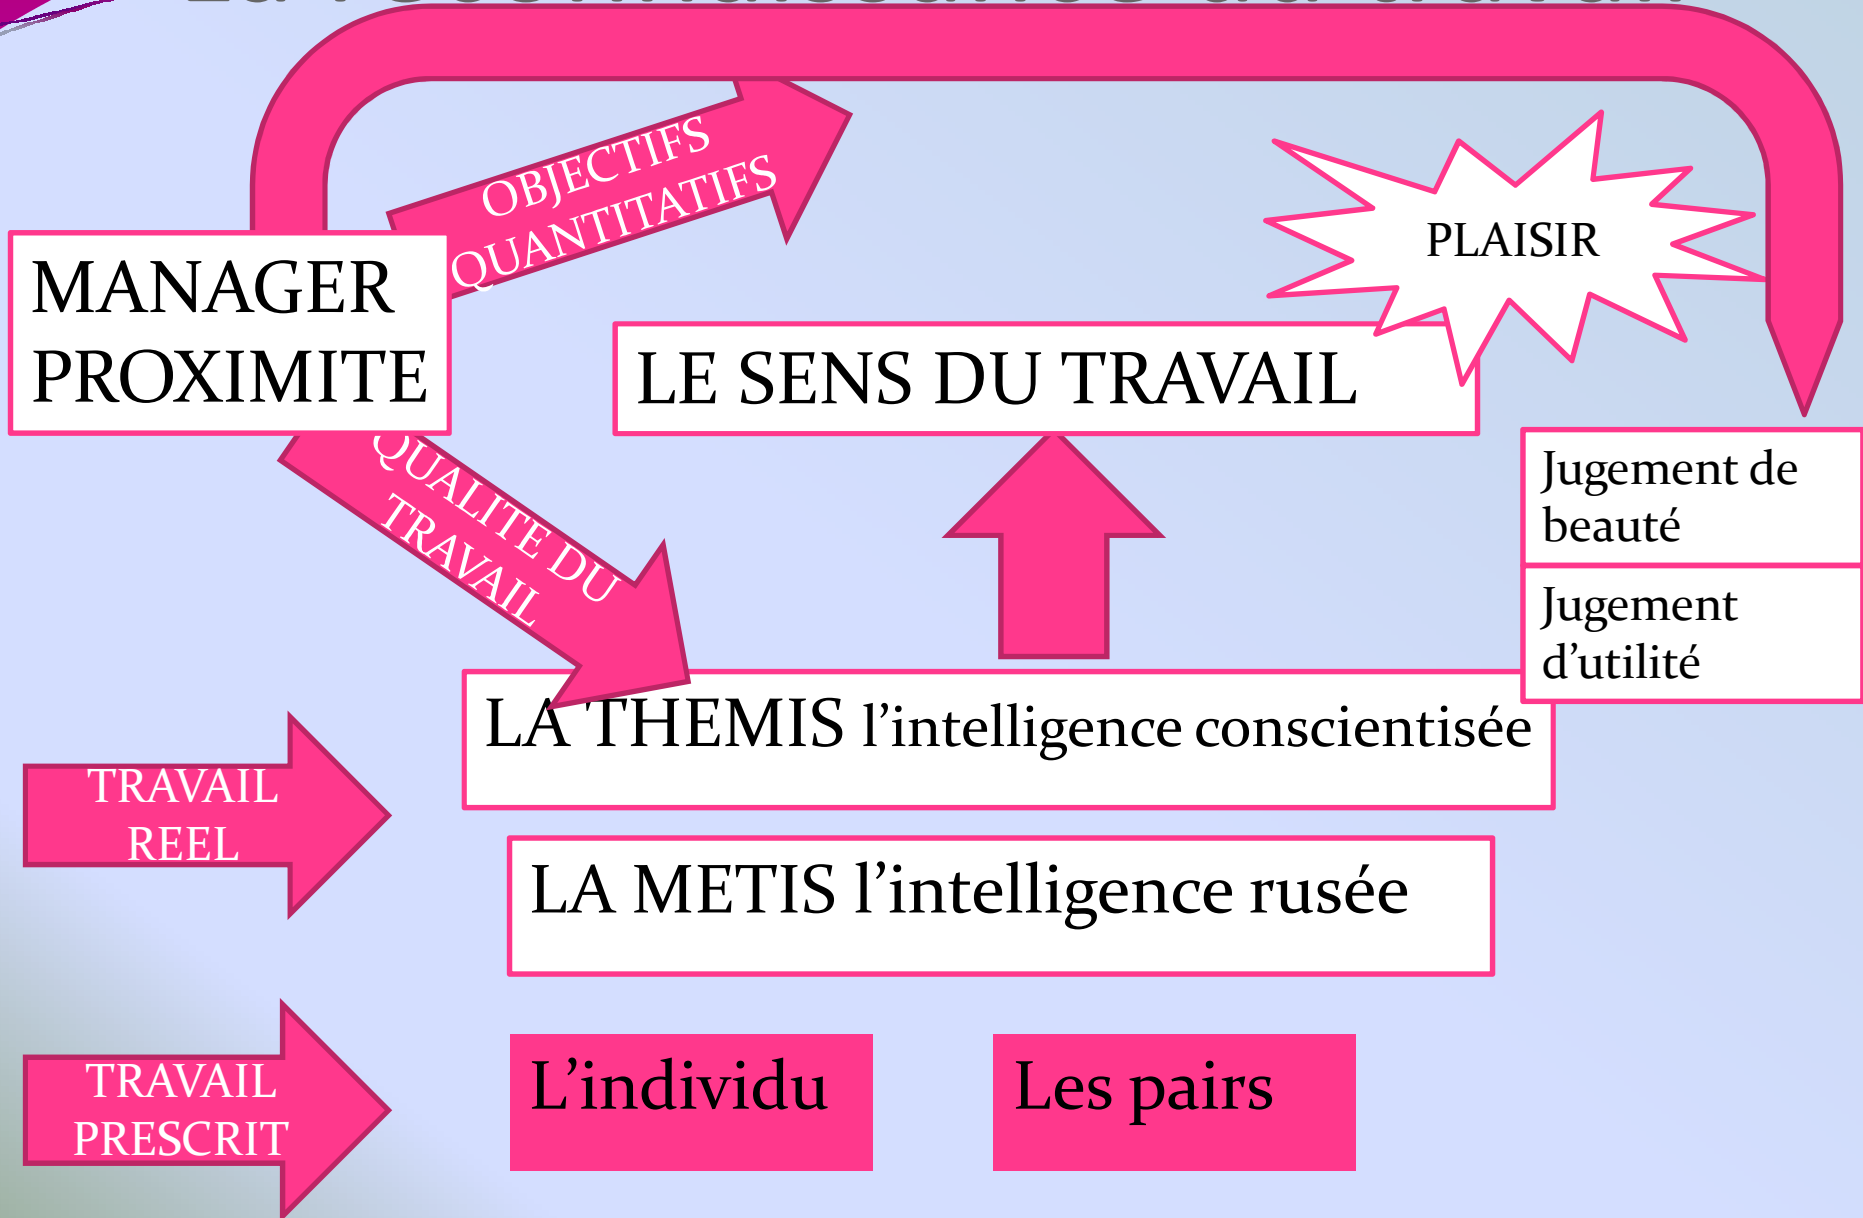 OBJECTIFS
QUANTITATIFS
PLAISIR
MANAGER
PROXIMITE
LE SENS DU TRAVAIL
QUALITE DU
TRAVAIL
Jugement de
beauté
Jugement
d’utilité
LA THEMIS l’intelligence conscientisée
TRAVAIL
REEL
LA METIS l’intelligence rusée
TRAVAIL
PRESCRIT
L’individu
Les pairs